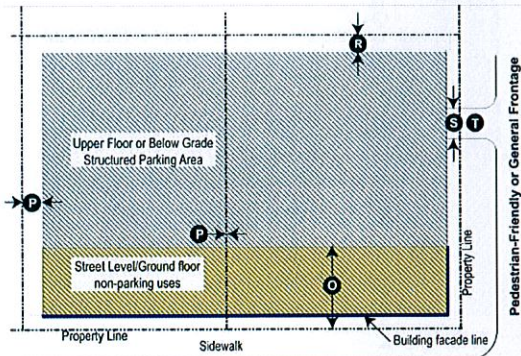 R
S T
Upper Floor or Below Grade
Structured Parking Area
P
P
Street Level/Ground floor
non-parking uses
O
Property Line
Pedestrian-Friendly or General Frontage
Property Line
Building facade line
Sidewalk